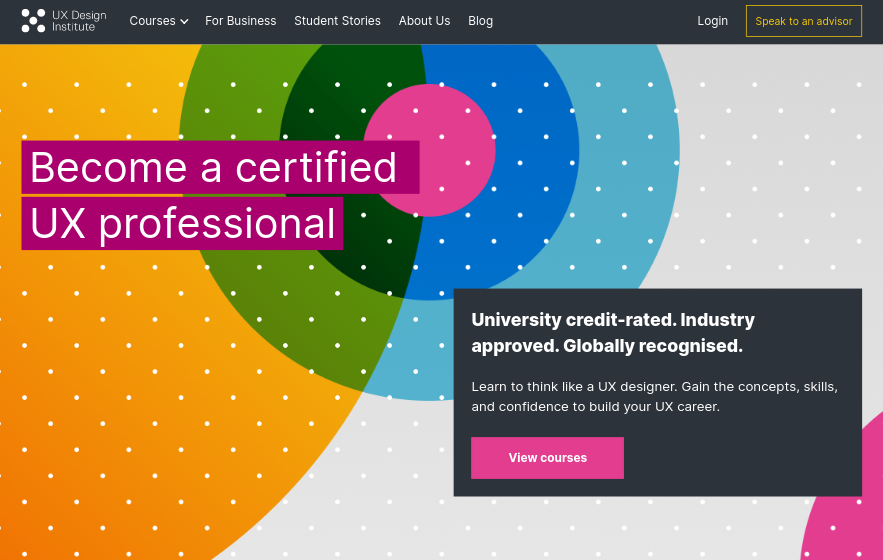 UX Design
Institute
Courses
For Business
Student Stories
About Us
Blog
Login
Speak to an advisor
Become a certified
UX professional
University credit-rated. Industry
approved. Globally recognised.
Learn to think like a UX designer. Gain the concepts, skills,
and confidence to build your UX career.
View courses